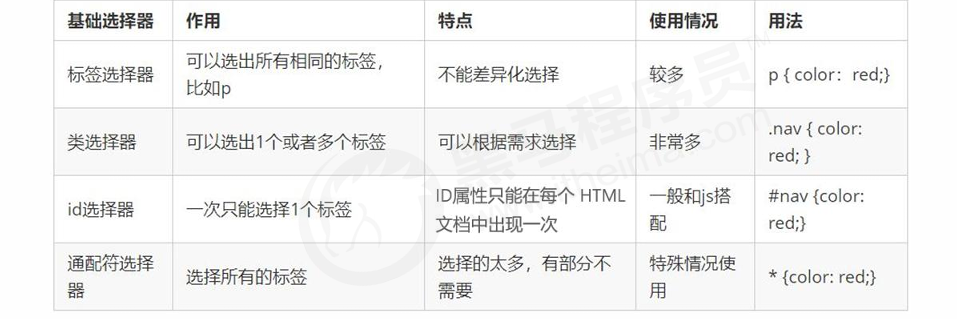 基础选择器 作用 特点 使用情况 用法
标签选择器 可以选出所有相同的标签，比如p 不能差异化选择 较多 p { color：red;}
类选择器 可以选出1个或者多个标签 可以根据需求选择 非常多 .nav { color: red; }
id选择器 一次只能选择1个标签 ID属性只能在每个 HTML 文档中出现一次 一般和js搭配 #nav {color: red;}
通配符选择器 选择所有的标签 选择的太多，有部分不需要 特殊情况使用 * {color: red;}
黑马程序员™
www.itheima.com